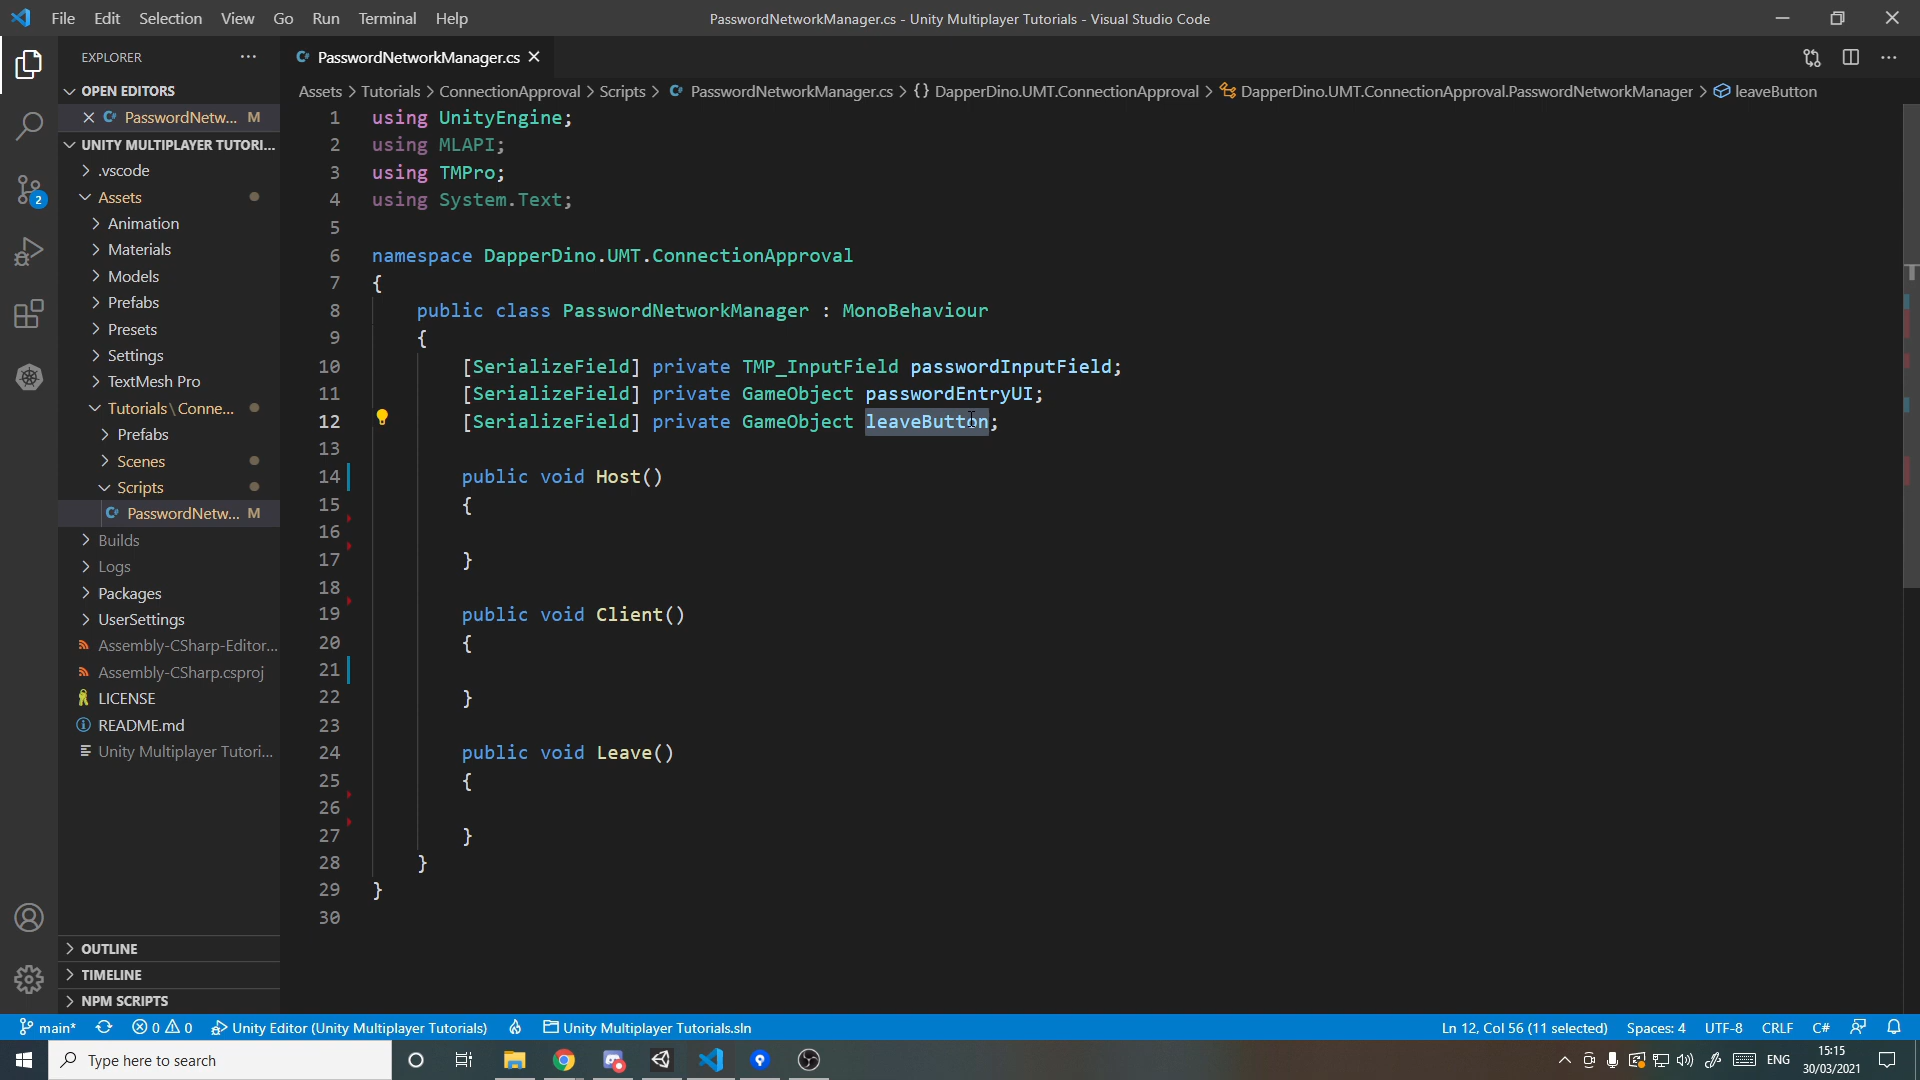 File Edit Selection View Go Run Terminal Help
PasswordNetworkManager.cs - Unity Multiplayer Tutorials - Visual Studio Code
EXPLORER
OPEN EDITORS
PasswordNetw... M
UNITY MULTIPLAYER TUTORI...
.vscode
Assets
Animation
Materials
Models
Prefabs
Presets
Settings
TextMesh Pro
Tutorials\Conne...
Prefabs
Scenes
Scripts
PasswordNetw... M
Builds
Logs
Packages
UserSettings
Assembly-CSharp-Editor...
Assembly-CSharp.csproj
LICENSE
README.md
Unity Multiplayer Tutori...
OUTLINE
TIMELINE
NPM SCRIPTS
2
PasswordNetworkManager.cs
Assets > Tutorials > ConnectionApproval > Scripts > PasswordNetworkManager.cs > {} DapperDino.UMT.ConnectionApproval > DapperDino.UMT.ConnectionApproval.PasswordNetworkManager > leaveButton
1 using UnityEngine;
2 using MLAPI;
3 using TMPro;
4 using System.Text;
5
6 namespace DapperDino.UMT.ConnectionApproval
7 {
8 public class PasswordNetworkManager : MonoBehaviour
9 {
10 [SerializeField] private TMP_InputField passwordInputField;
11 [SerializeField] private GameObject passwordEntryUI;
12 [SerializeField] private GameObject leaveButton;
13
14 public void Host()
15 {
16
17 }
18
19 public void Client()
20 {
21
22 }
23
24 public void Leave()
25 {
26
27 }
28 }
29 }
30
main* 0 0 Unity Editor (Unity Multiplayer Tutorials) Unity Multiplayer Tutorials.sln
Ln 12, Col 56 (11 selected) Spaces: 4 UTF-8 CRLF C#
Type here to search
ENG
15:15
30/03/2021